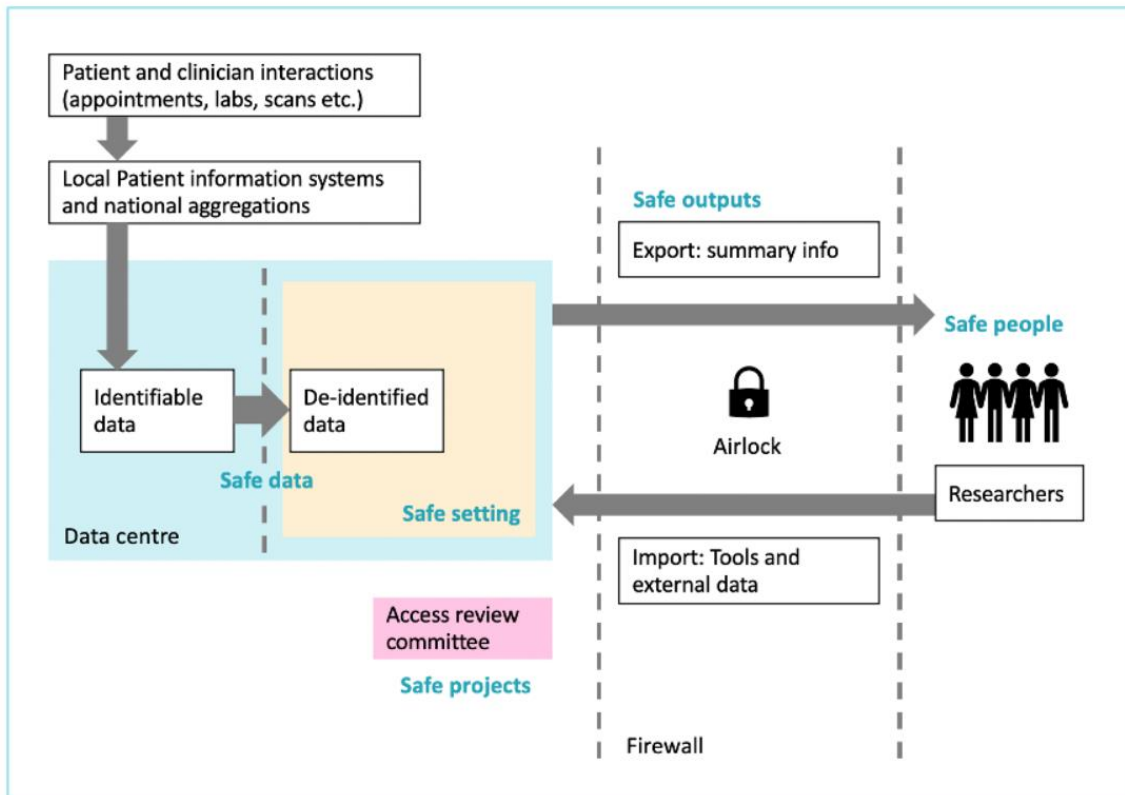 Patient and clinician interactions
(appointments, labs, scans etc.)
Local Patient information systems
and national aggregations
Safe outputs
Export: summary info
Safe people
Identifiable
data
De-identified
data
Airlock
Safe data
Safe setting
Researchers
Data centre
Import: Tools and
external data
Access review
committee
Safe projects
Firewall